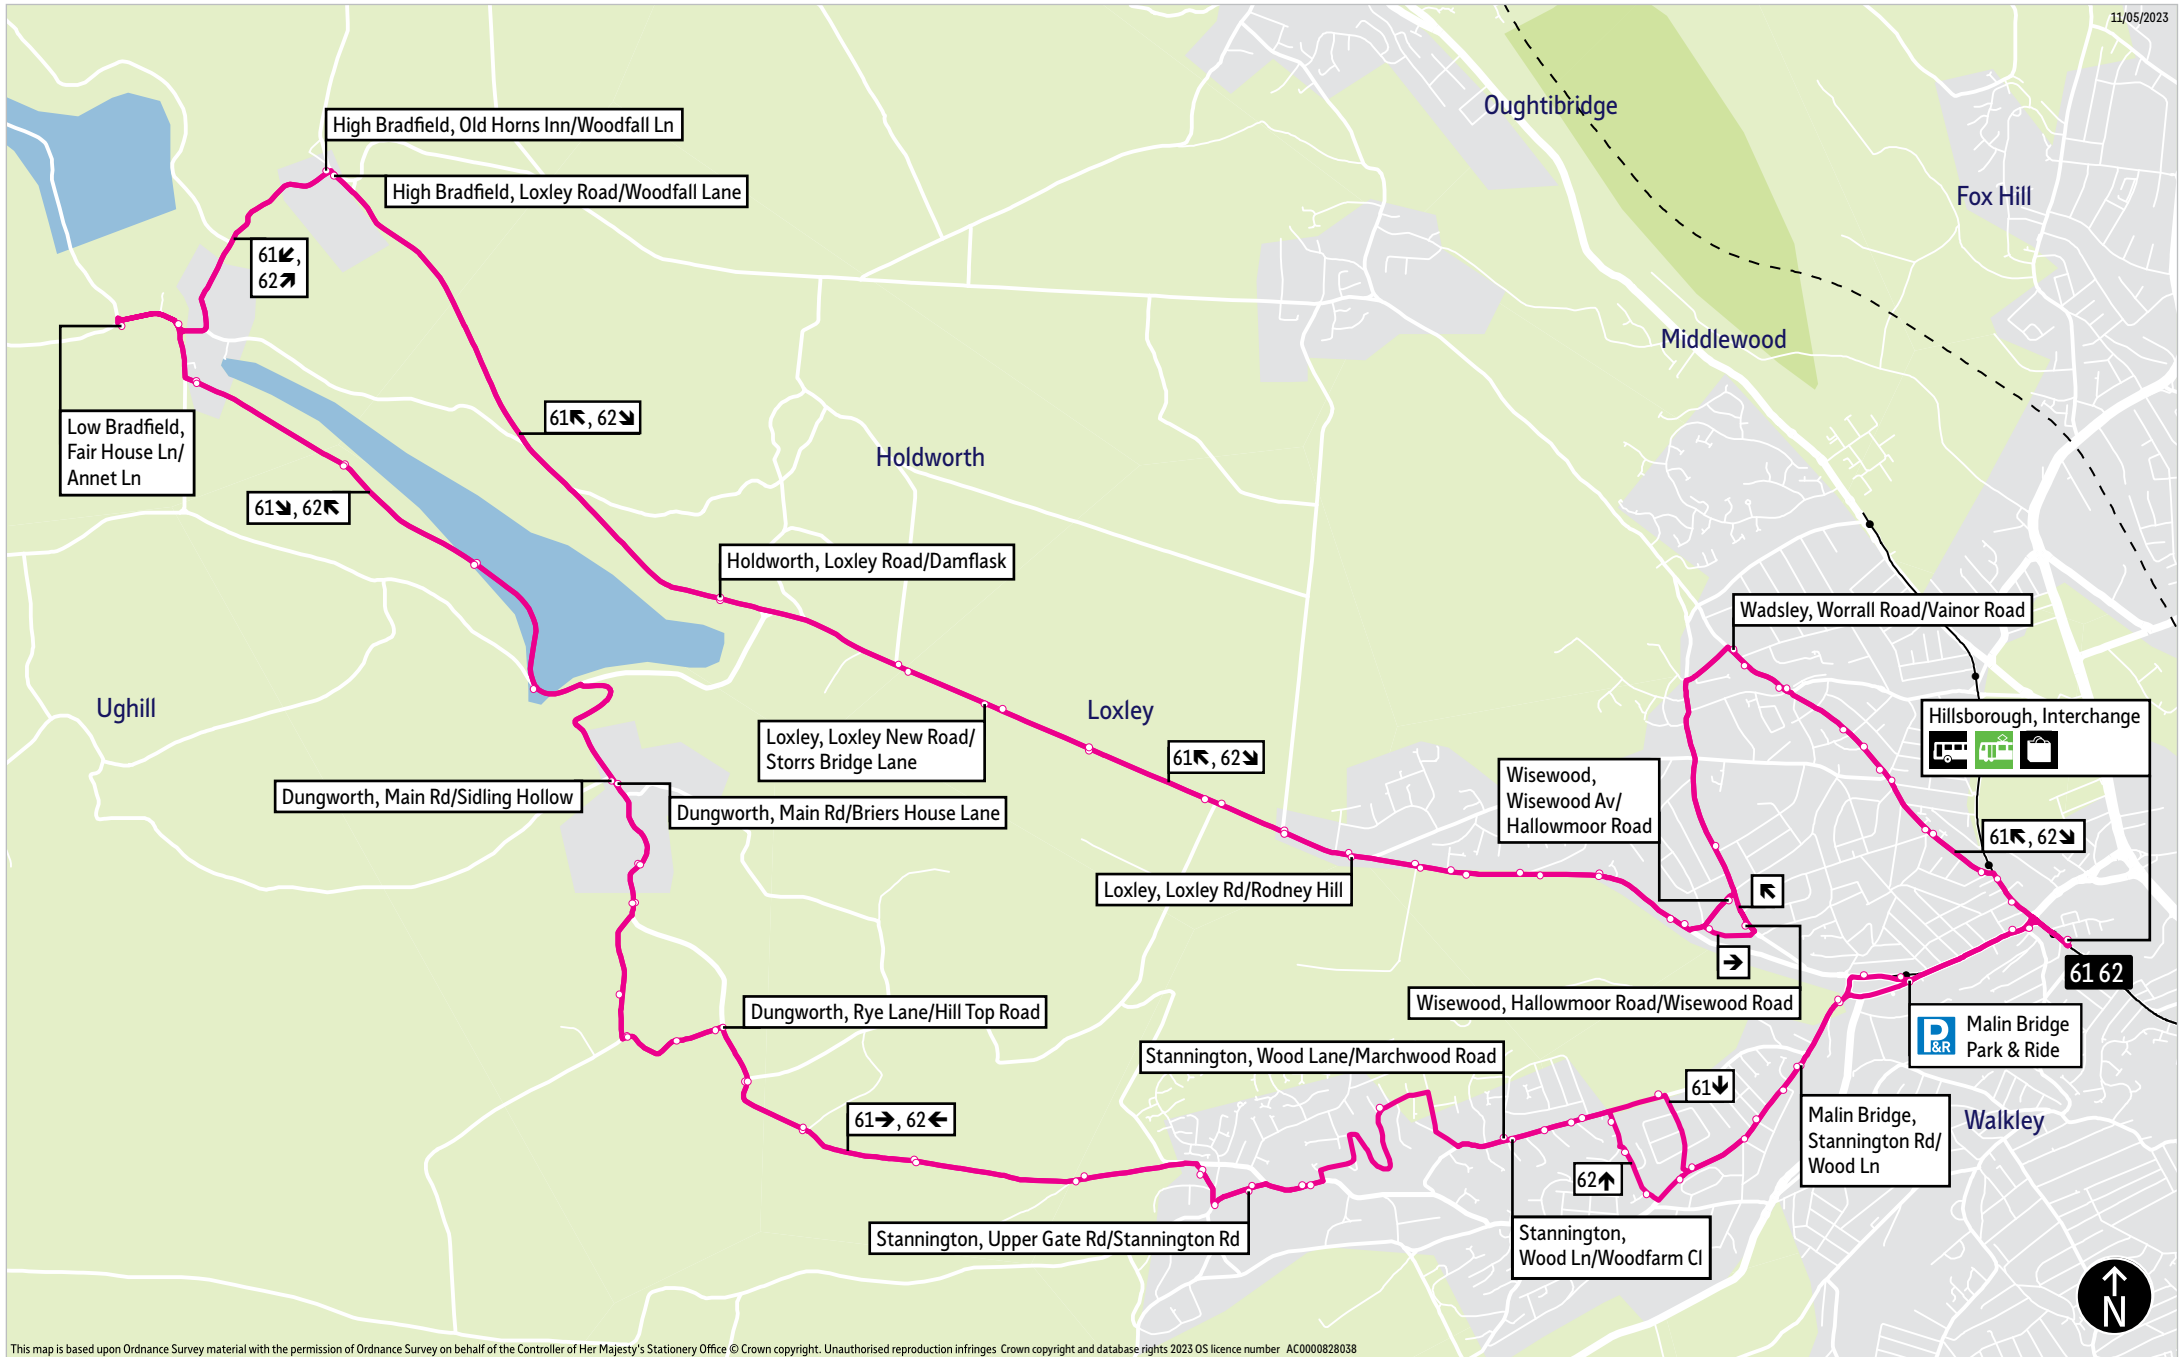 11/05/2023
Oughtibridge
High Bradfield, Old Horns Inn/Woodfall Ln
High Bradfield, Loxley Road/Woodfall Lane
Fox Hill
61↙,
62↗
Middlewood
Low Bradfield,
Fair House Ln/
Annet Ln
61↖, 62↘
Holdworth
61↘, 62↖
Holdworth, Loxley Road/Damflask
Wadsley, Worrall Road/Vainor Road
Ughill
Loxley
Hillsborough, Interchange
Loxley, Loxley New Road/
Storrs Bridge Lane
61↖, 62↘
Wisewood,
Wisewood Av/
Hallowmoor Road
Dungworth, Main Rd/Sidling Hollow
Dungworth, Main Rd/Briers House Lane
61↖, 62↘
Loxley, Loxley Rd/Rodney Hill
↖
→
61 62
Wisewood, Hallowmoor Road/Wisewood Road
Dungworth, Rye Lane/Hill Top Road
P&R
Malin Bridge
Park & Ride
Stannington, Wood Lane/Marchwood Road
61↓
61→, 62←
Malin Bridge,
Stannington Rd/
Wood Ln
Walkley
62↑
Stannington, Upper Gate Rd/Stannington Rd
Stannington,
Wood Ln/Woodfarm Cl
N
This map is based upon Ordnance Survey material with the permission of Ordnance Survey on behalf of the Controller of Her Majesty's Stationery Office © Crown copyright. Unauthorised reproduction infringes Crown copyright and database rights 2023 OS licence number AC0000828038